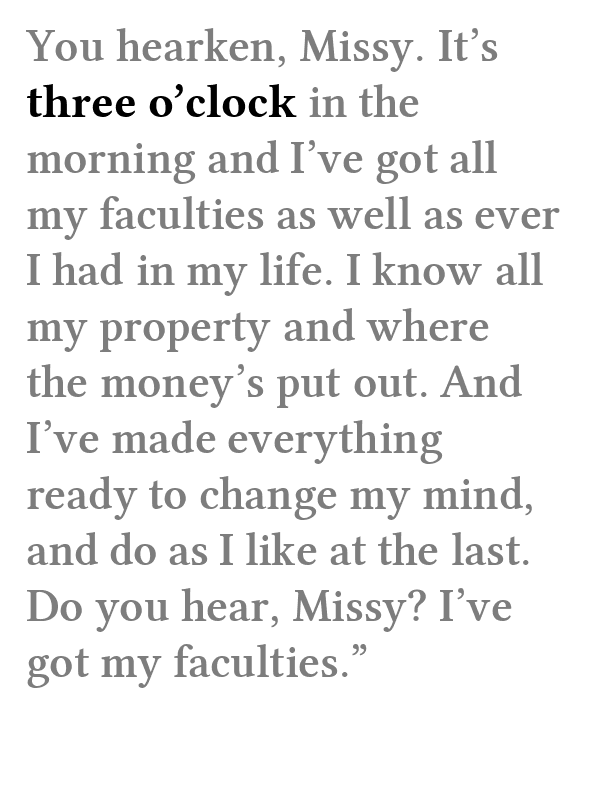 You hearken, Missy. It’s
three o’clock in the
morning and I’ve got all
my faculties as well as ever
I had in my life. I know all
my property and where
the money’s put out. And
I’ve made everything
ready to change my mind,
and do as I like at the last.
Do you hear, Missy? I’ve
got my faculties.”